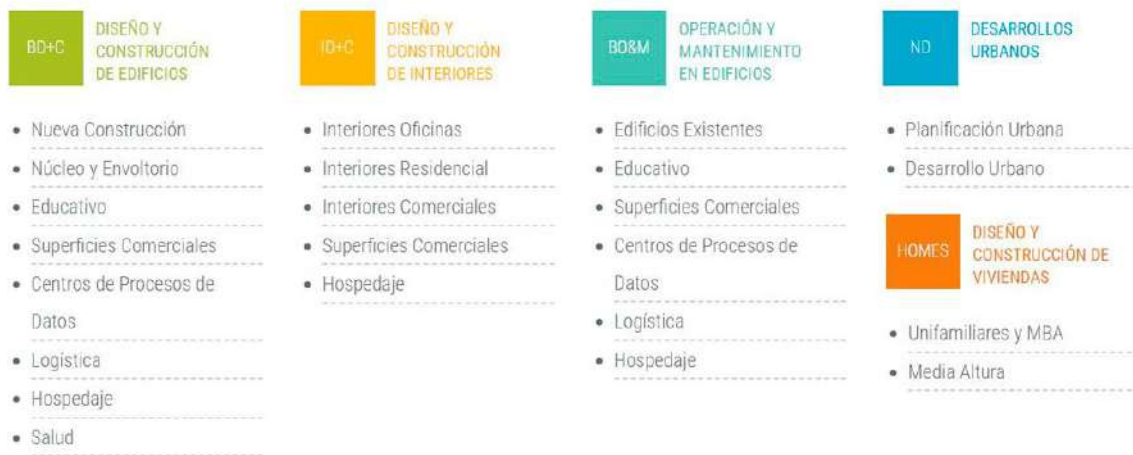 BD+C
DISEÑO Y
CONSTRUCCIÓN
DE EDIFICIOS
• Nueva Construcción
• Núcleo y Envoltorio
• Educativo
• Superficies Comerciales
• Centros de Procesos de
Datos
• Logística
• Hospedaje
• Salud
ID+C
DISEÑO Y
CONSTRUCCIÓN
DE INTERIORES
• Interiores Oficinas
• Interiores Residencial
• Interiores Comerciales
• Superficies Comerciales
• Hospedaje
BO&M
OPERACIÓN Y
MANTENIMIENTO
EN EDIFICIOS
• Edificios Existentes
• Educativo
• Superficies Comerciales
• Centros de Procesos de
Datos
• Logística
• Hospedaje
ND
DESARROLLOS
URBANOS
• Planificación Urbana
• Desarrollo Urbano
HOMES
DISEÑO Y
CONSTRUCCIÓN DE
VIVIENDAS
• Unifamiliares y MBA
• Media Altura